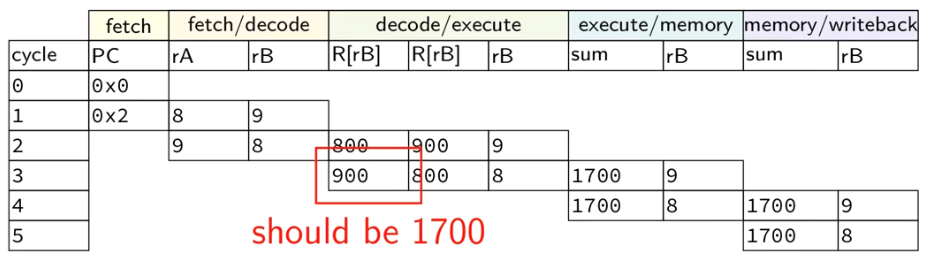 fetch fetch/decode decode/execute execute/memory memory/writeback
cycle PC rA rB R[rB] R[rB] rB sum rB sum rB
0 0x0
1 0x2 8 9
2 9 8 800 900 9
3 900 800 8 1700 9
4 1700 8 1700 9
5 1700 8
should be 1700